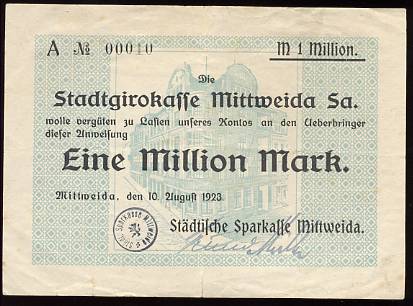 A № 00010 M 1 Million.
Die
Stadtgirokasse Mittweida Sa.
wolle vergüten zu Lasten unseres Kontos an den Ueberbringer
dieser Anweisung
Eine Million Mark.
Mittweida, den 10. August 1923
Städtische Sparkasse Mittweida.